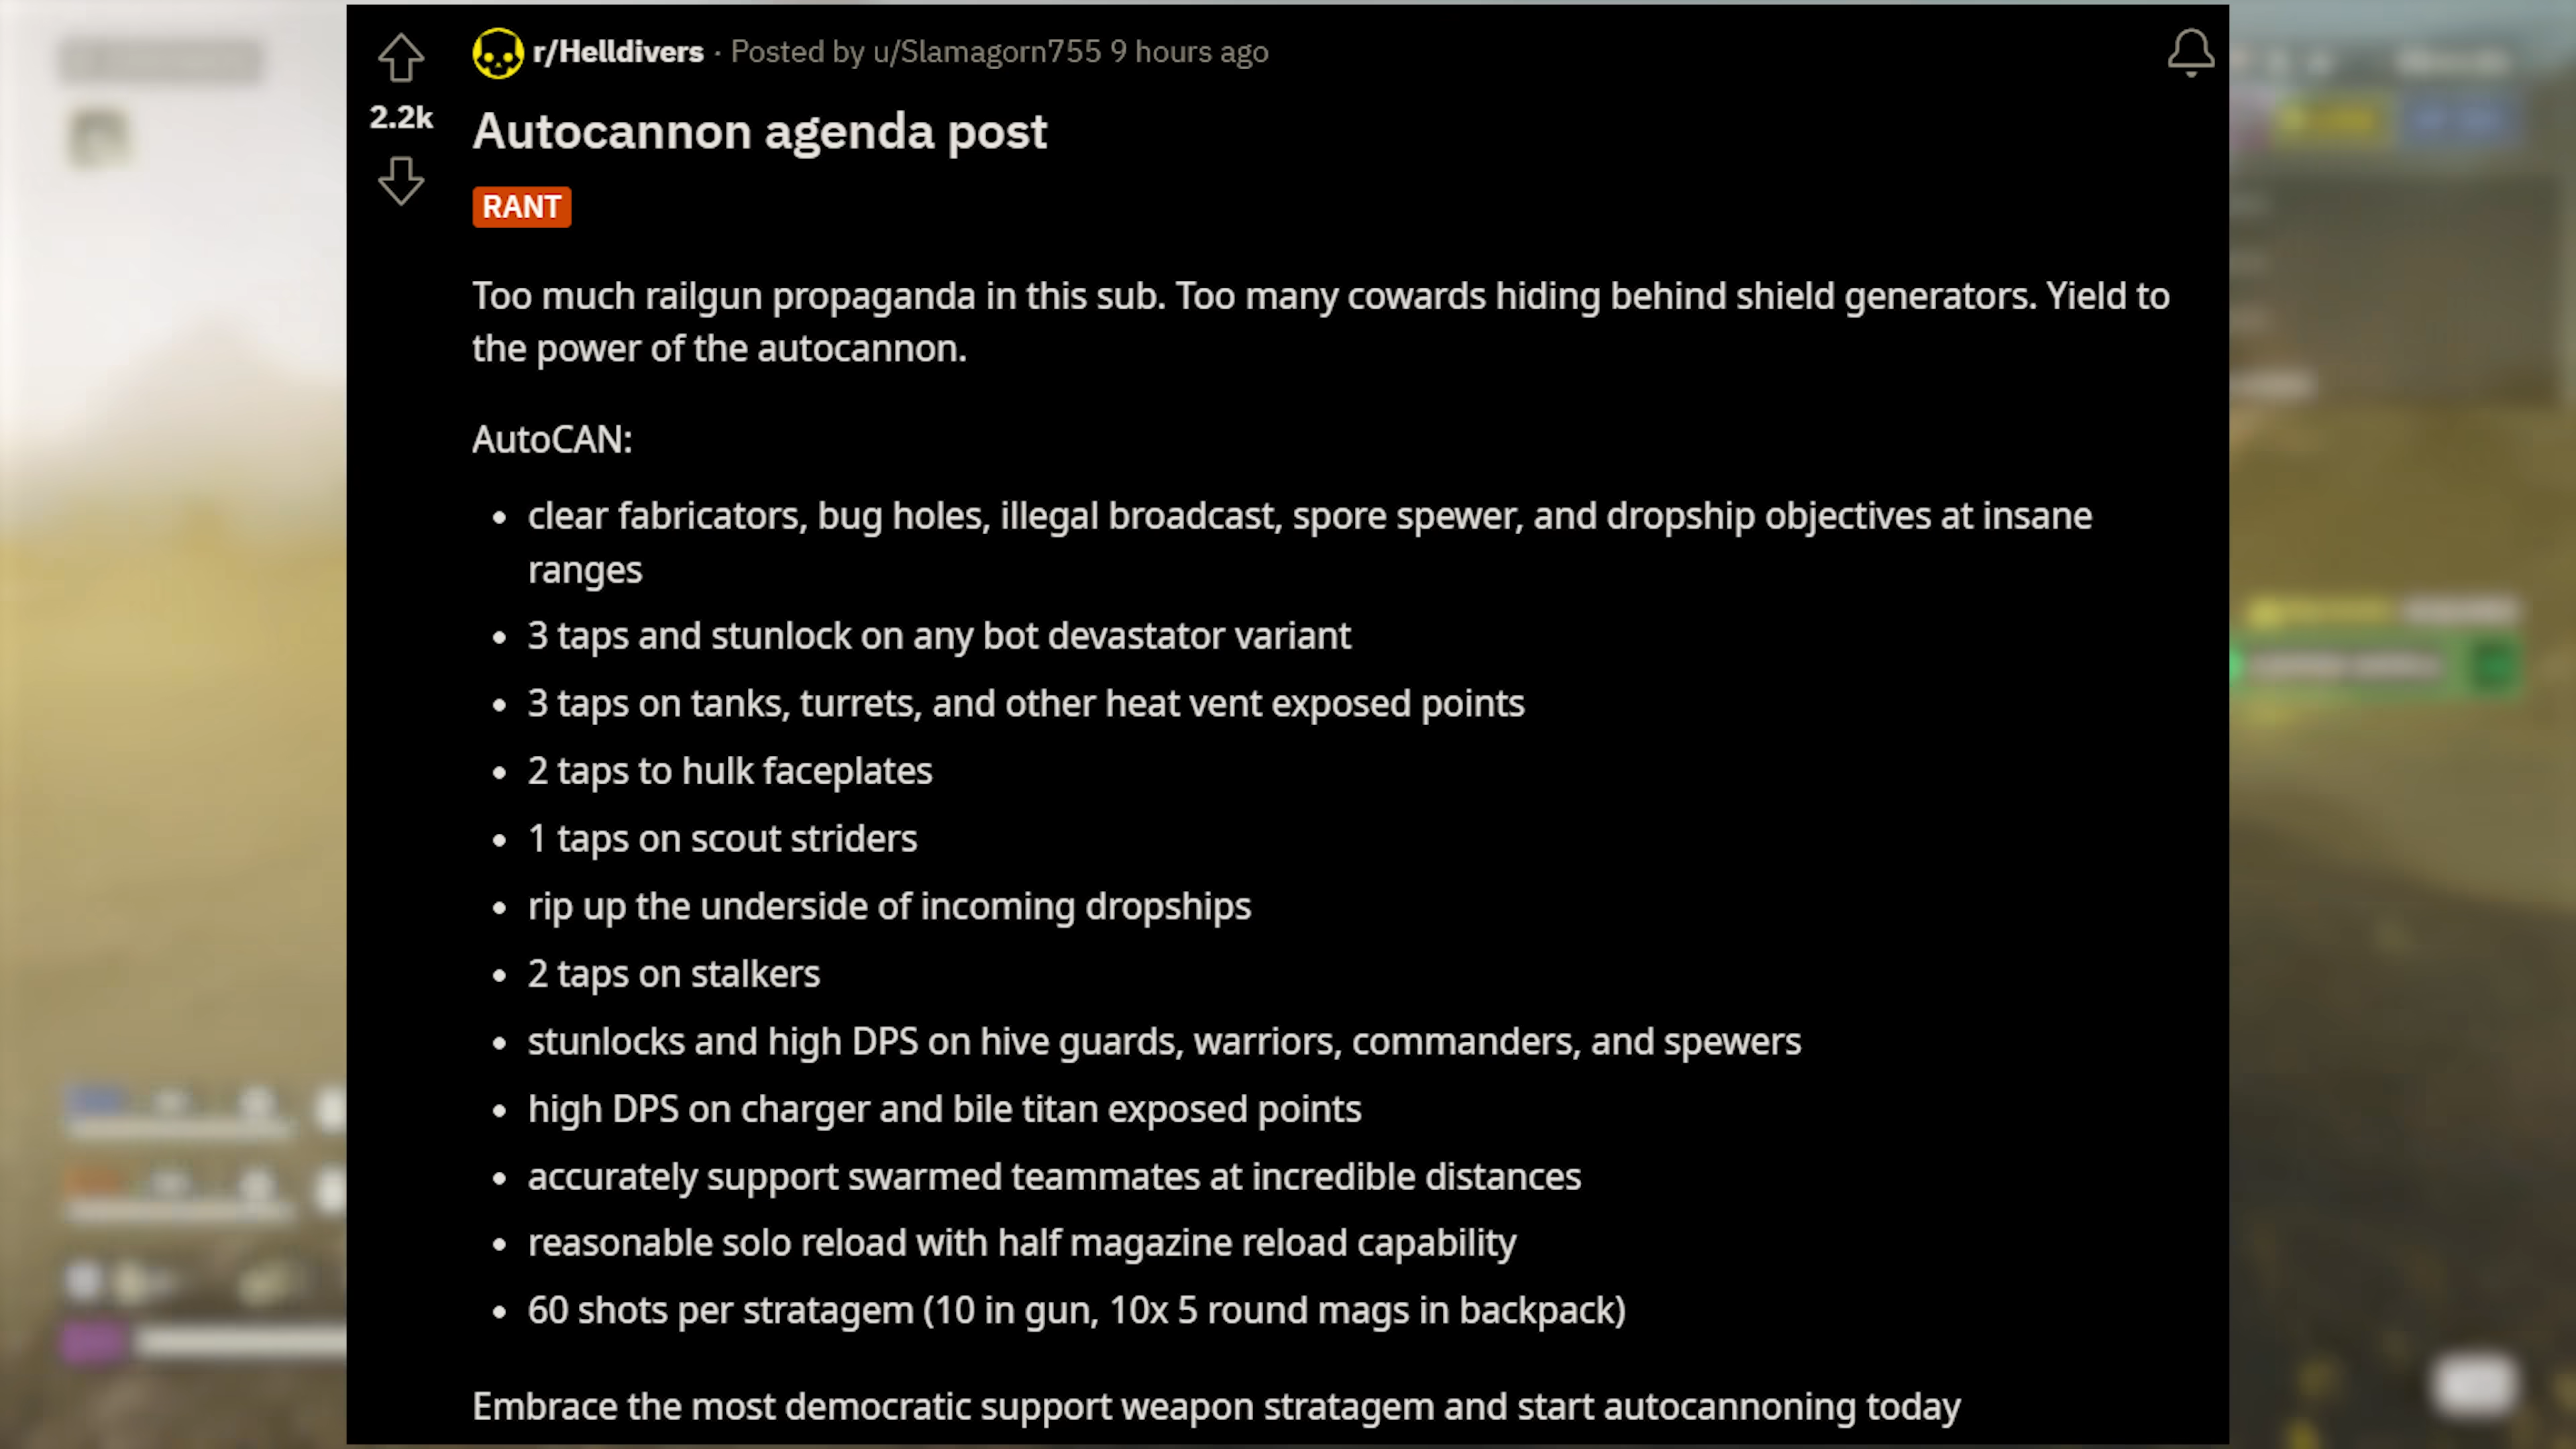 r/Helldivers · Posted by u/Slamagorn755 9 hours ago
2.2k
Autocannon agenda post
RANT
Too much railgun propaganda in this sub. Too many cowards hiding behind shield generators. Yield to
the power of the autocannon.
AutoCAN:
• clear fabricators, bug holes, illegal broadcast, spore spewer, and dropship objectives at insane
ranges
• 3 taps and stunlock on any bot devastator variant
• 3 taps on tanks, turrets, and other heat vent exposed points
• 2 taps to hulk faceplates
• 1 taps on scout striders
• rip up the underside of incoming dropships
• 2 taps on stalkers
• stunlocks and high DPS on hive guards, warriors, commanders, and spewers
• high DPS on charger and bile titan exposed points
• accurately support swarmed teammates at incredible distances
• reasonable solo reload with half magazine reload capability
• 60 shots per stratagem (10 in gun, 10x 5 round mags in backpack)
Embrace the most democratic support weapon stratagem and start autocannoning today